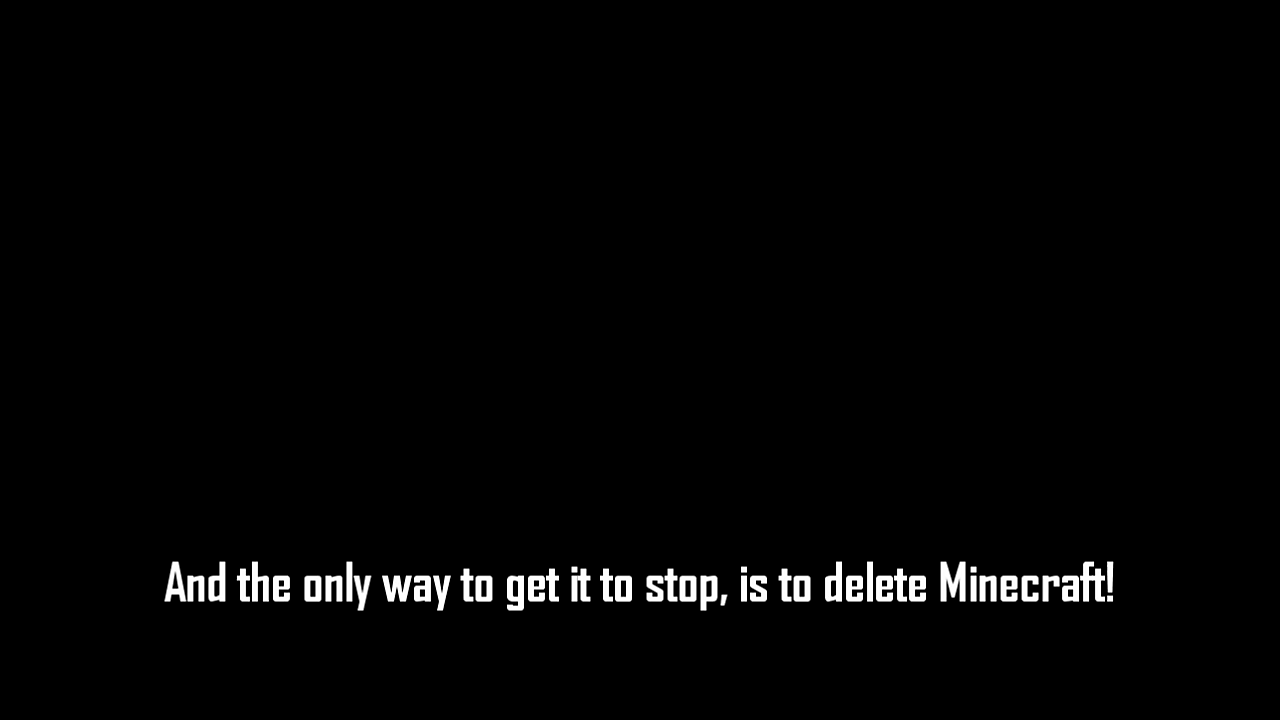 And the only way to get it to stop, is to delete Minecraft!